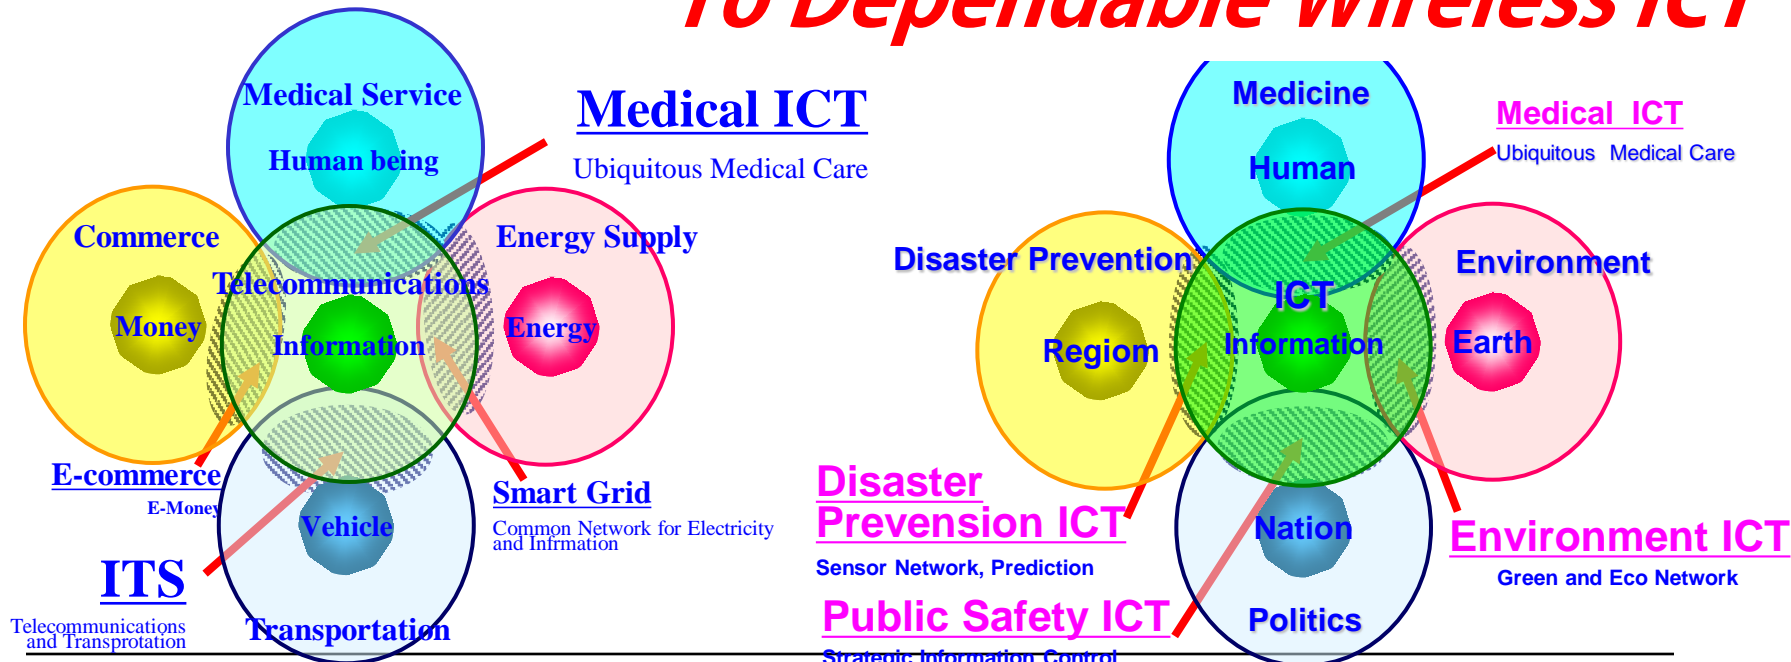 To Dependable Wireless ICT
Medical Service
Human being
Medical ICT
Ubiquitous Medical Care
Commerce
Money
Telecommunications
Information
Energy Supply
Energy
E-commerce
E-Money
Vehicle
Smart Grid
Common Network for Electricity
and Infrmation
ITS
Telecommunications
and Transprotation
Transportation
Medicine
Human
Medical ICT
Ubiquitous Medical Care
Disaster Prevention
Regiom
ICT
Information
Environment
Earth
Disaster
Prevension ICT
Sensor Network, Prediction
Nation
Environment ICT
Green and Eco Network
Public Safety ICT
Strategic Information Control
Politics